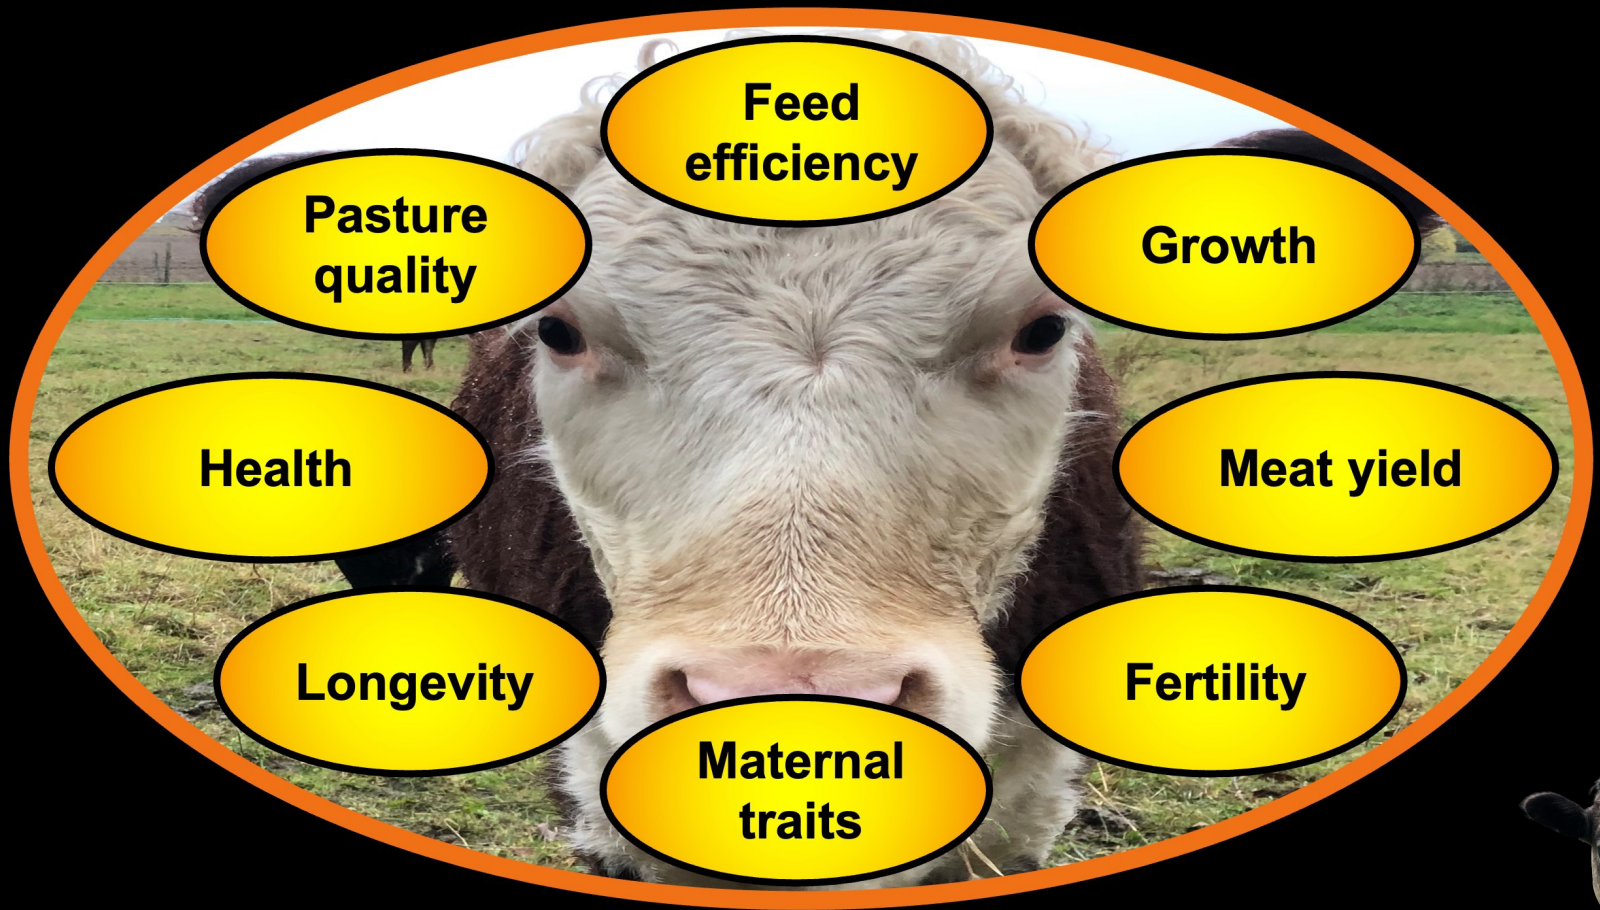 Feed
efficiency
Pasture
quality
Growth
Health
Meat yield
Longevity
Fertility
Maternal
traits